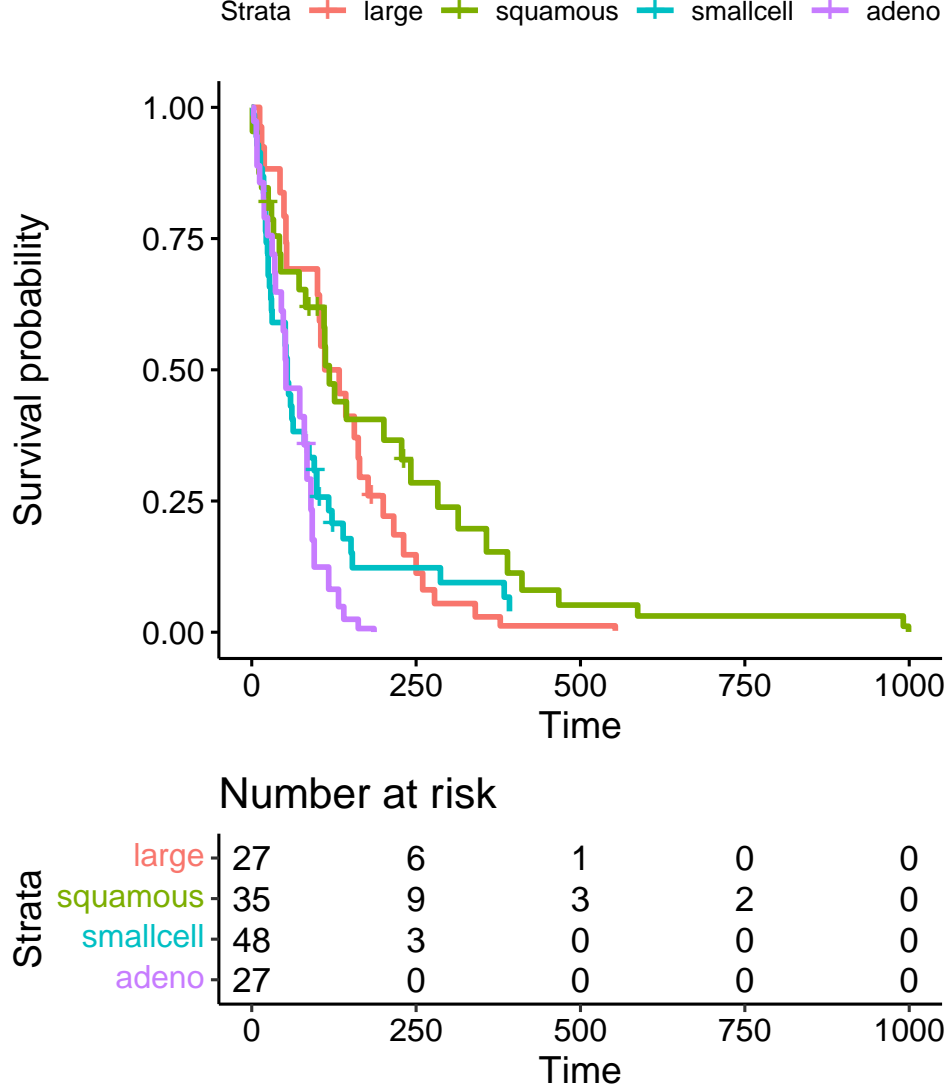 Strata large squamous smallcell adeno
Survival probability
1.00
0.75
0.50
0.25
0.00
0 250 500 750 1000
Time
Number at risk
Strata
large 27 6 1 0 0
squamous 35 9 3 2 0
smallcell 48 3 0 0 0
adeno 27 0 0 0 0
0 250 500 750 1000
Time